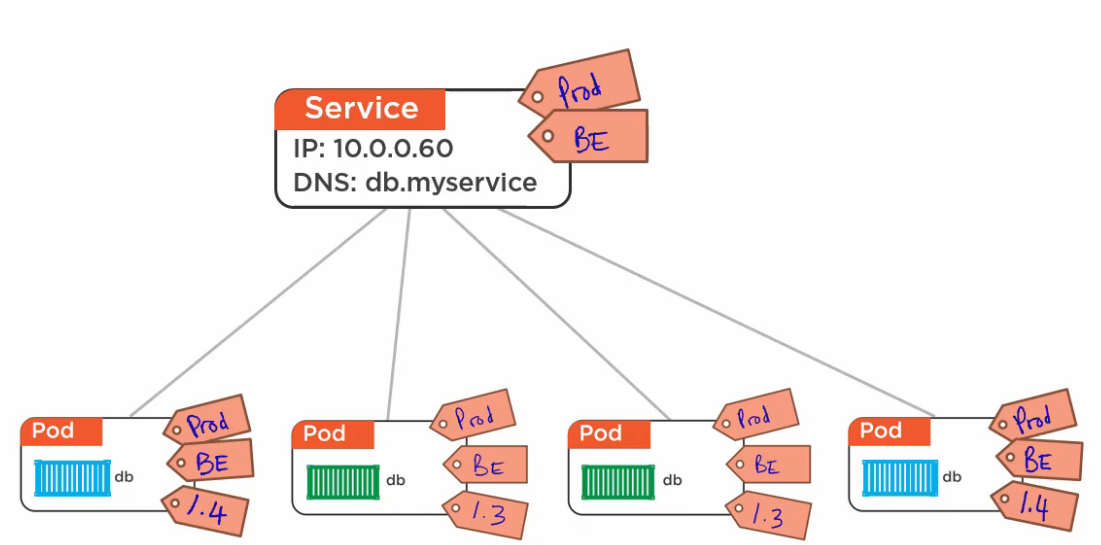 Service
Prod
BE
IP: 10.0.0.60
DNS: db.myservice
Pod
db
Prod
BE
1.4
Pod
db
Prod
BE
1.3
Pod
db
Prod
BE
1.3
Pod
db
Prod
BE
1.4